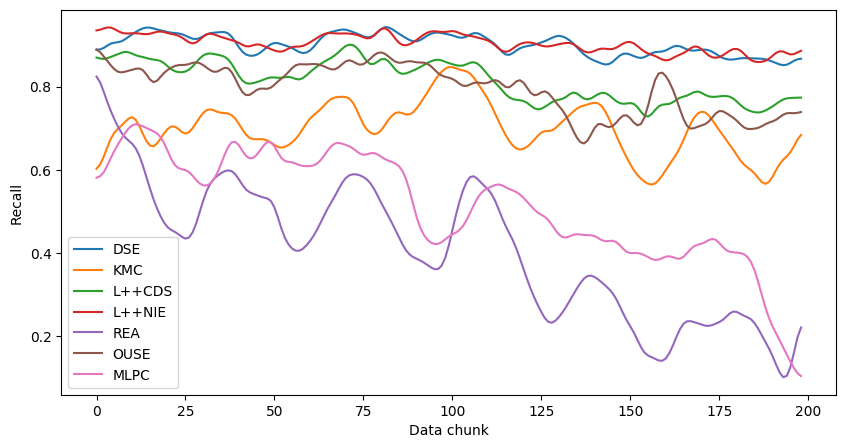 Recall
0.8
0.6
0.4
0.2
DSE
KMC
L++CDS
L++NIE
REA
OUSE
MLPC
0 25 50 75 100 125 150 175 200
Data chunk